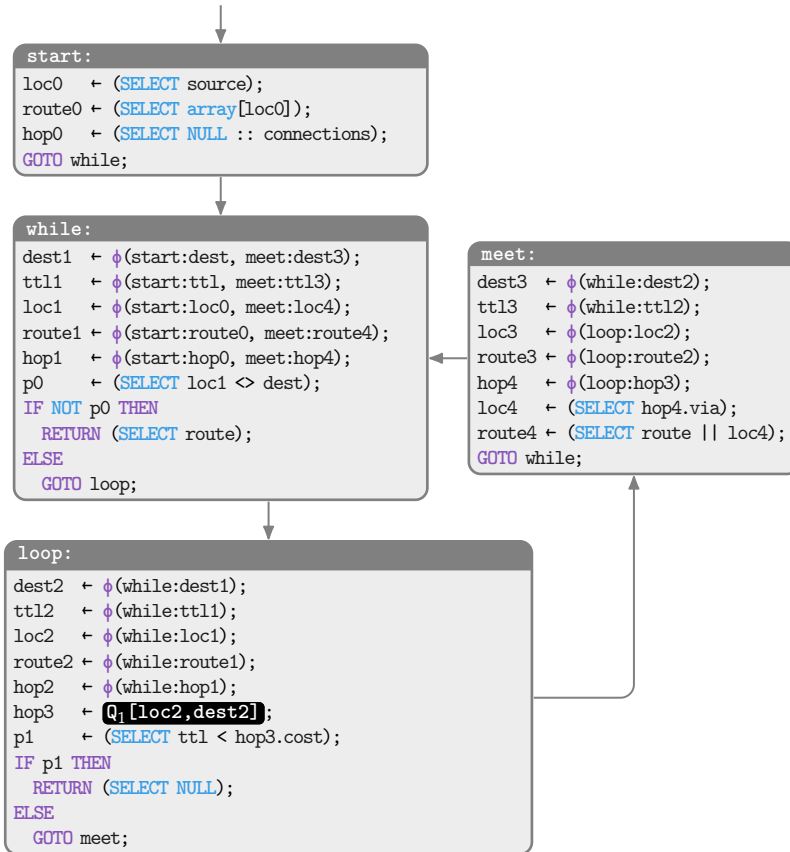 start:
loc0 ← (SELECT source);
route0 ← (SELECT array[loc0]);
hop0 ← (SELECT NULL :: connections);
GOTO while;
while:
dest1 ← ϕ(start:dest, meet:dest3);
ttl1 ← ϕ(start:ttl, meet:ttl3);
loc1 ← ϕ(start:loc0, meet:loc4);
route1 ← ϕ(start:route0, meet:route4);
hop1 ← ϕ(start:hop0, meet:hop4);
p0 ← (SELECT loc1 <> dest);
IF NOT p0 THEN
RETURN (SELECT route);
ELSE
GOTO loop;
meet:
dest3 ← ϕ(while:dest2);
ttl3 ← ϕ(while:ttl2);
loc3 ← ϕ(loop:loc2);
route3 ← ϕ(loop:route2);
hop4 ← ϕ(loop:hop3);
loc4 ← (SELECT hop4.via);
route4 ← (SELECT route || loc4);
GOTO while;
loop:
dest2 ← ϕ(while:dest1);
ttl2 ← ϕ(while:ttl1);
loc2 ← ϕ(while:loc1);
route2 ← ϕ(while:route1);
hop2 ← ϕ(while:hop1);
hop3 ← Q₁[loc2,dest2];
p1 ← (SELECT ttl < hop3.cost);
IF p1 THEN
RETURN (SELECT NULL);
ELSE
GOTO meet;